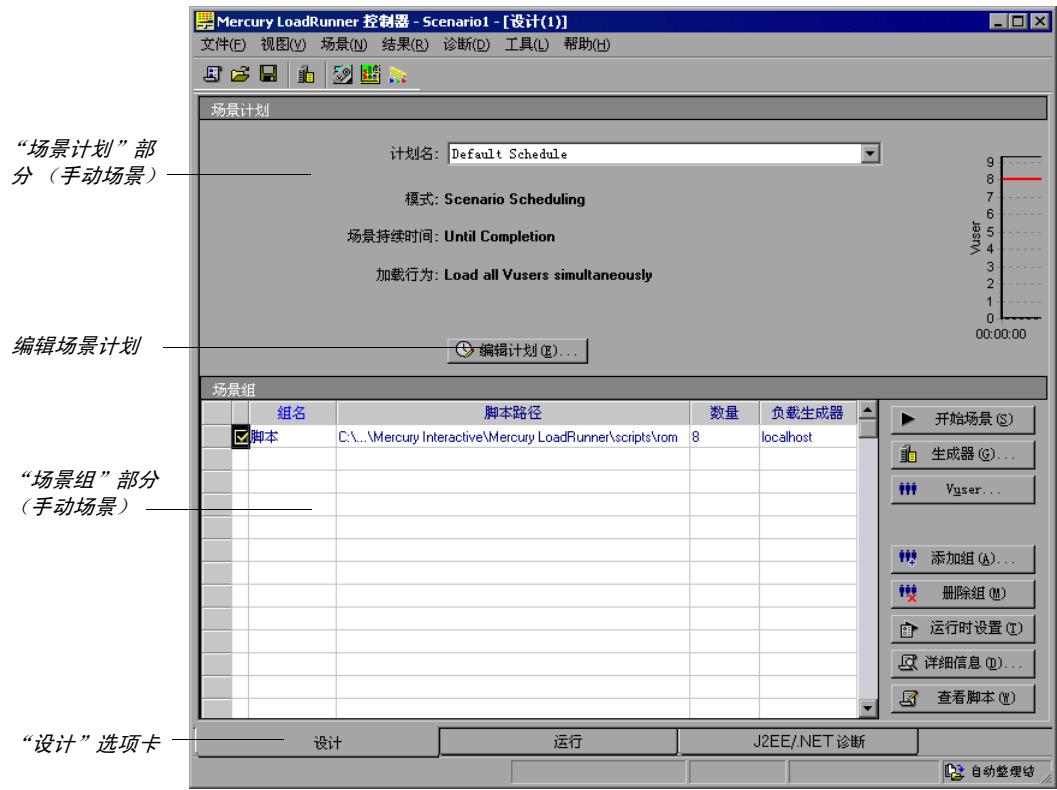 Mercury LoadRunner 控制器 - Scenario1 - [设计(1)]
文件(F) 视图(V) 场景(N) 结果(R) 诊断(D) 工具(L) 帮助(H)
场景计划
“场景计划”部
分 （手动场景）
计划名: Default Schedule
模式: Scenario Scheduling
场景持续时间: Until Completion
加载行为: Load all Vusers simultaneously
Vuser
9
8
7
6
5
4
3
2
1
0
00:00:00
编辑场景计划
编辑计划(E)...
场景组
组名 脚本路径 数量 负载生成器
脚本 C:\...\Mercury Interactive\Mercury LoadRunner\scripts\rom 8 localhost
“场景组”部分
（手动场景）
开始场景(S)
生成器(G)...
Vuser...
添加组(A)...
删除组(M)
运行时设置(T)
详细信息(D)...
查看脚本(W)
“设计”选项卡
设计 运行 J2EE/.NET 诊断
自动整理结